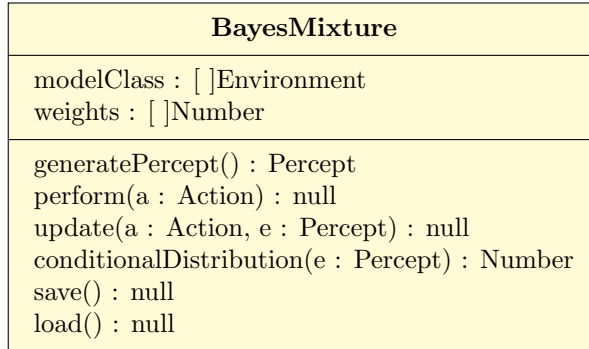 BayesMixture
modelClass : [ ]Environment
weights : [ ]Number
generatePercept() : Percept
perform(a : Action) : null
update(a : Action, e : Percept) : null
conditionalDistribution(e : Percept) : Number
save() : null
load() : null